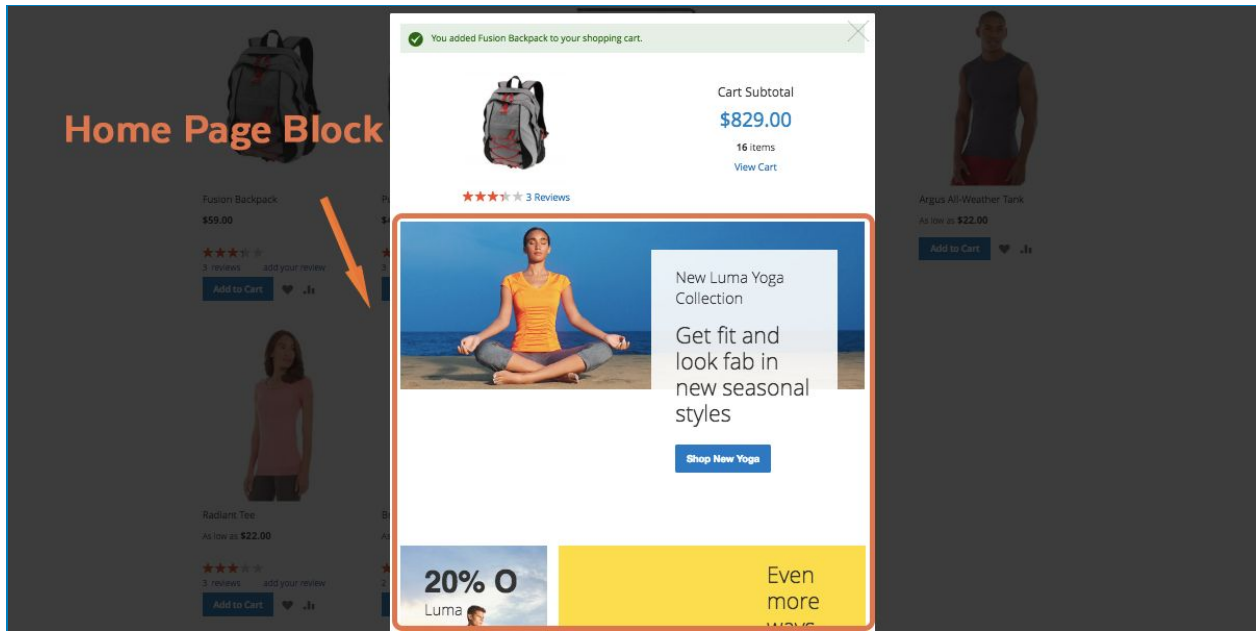 You added Fusion Backpack to your shopping cart.
Cart Subtotal
$829.00
16 items
View Cart
3 Reviews
Home Page Block
Fusion Backpack
$59.00
3 reviews add your review
Add to Cart
Argus All-Weather Tank
As low as $22.00
Add to Cart
New Luma Yoga
Collection
Get fit and
look fab in
new seasonal
styles
Shop New Yoga
Radiant Tee
As low as $22.00
3 reviews add your review
Add to Cart
20% O
Luma
Even
more
ways